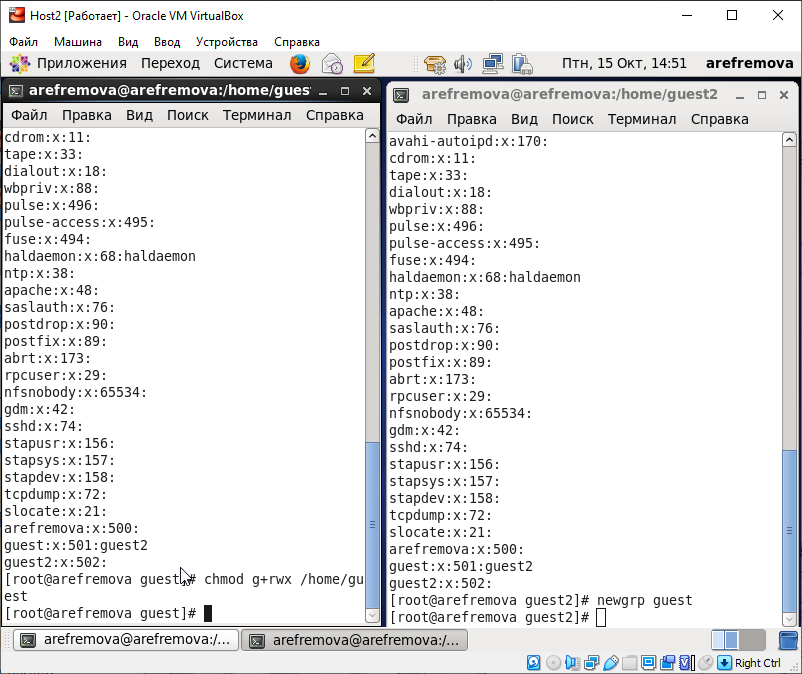 Host2 [Работает] - Oracle VM VirtualBox
Файл Машина Вид Ввод Устройства Справка
Приложения Переход Система Птн, 15 Окт, 14:51 arefremova
arefremova@arefremova:/home/guest
Файл Правка Вид Поиск Терминал Справка
cdrom:x:11:
tape:x:33:
dialout:x:18:
wbpriv:x:88:
pulse:x:496:
pulse-access:x:495:
fuse:x:494:
haldaemon:x:68:haldaemon
ntp:x:38:
apache:x:48:
saslauth:x:76:
postdrop:x:90:
postfix:x:89:
abrt:x:173:
rpcuser:x:29:
nfsnobody:x:65534:
gdm:x:42:
sshd:x:74:
stapusr:x:156:
stapsys:x:157:
stapdev:x:158:
tcpdump:x:72:
slocate:x:21:
arefremova:x:500:
guest:x:501:guest2
guest2:x:502:
[root@arefremova guest]# chmod g+rwx /home/gu
est
[root@arefremova guest]#
arefremova@arefremova:/home/guest2
Файл Правка Вид Поиск Терминал Справка
avahi-autoipd:x:170:
cdrom:x:11:
tape:x:33:
dialout:x:18:
wbpriv:x:88:
pulse:x:496:
pulse-access:x:495:
fuse:x:494:
haldaemon:x:68:haldaemon
ntp:x:38:
apache:x:48:
saslauth:x:76:
postdrop:x:90:
postfix:x:89:
abrt:x:173:
rpcuser:x:29:
nfsnobody:x:65534:
gdm:x:42:
sshd:x:74:
stapusr:x:156:
stapsys:x:157:
stapdev:x:158:
tcpdump:x:72:
slocate:x:21:
arefremova:x:500:
guest:x:501:guest2
guest2:x:502:
[root@arefremova guest2]# newgrp guest
[root@arefremova guest2]#
arefremova@arefremova:/... arefremova@arefremova:/...
Right Ctrl